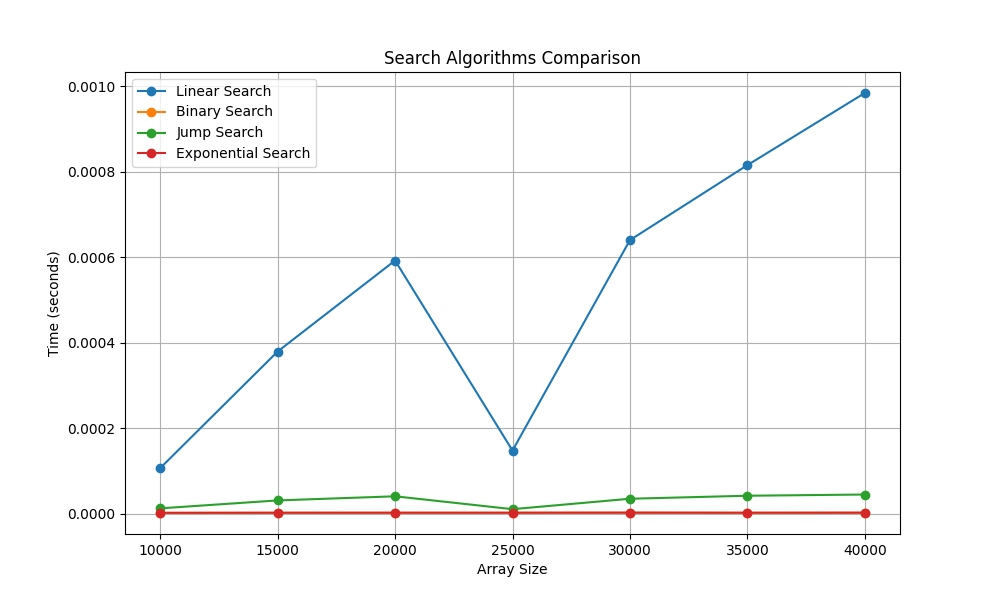 Search Algorithms Comparison
Linear Search
Binary Search
Jump Search
Exponential Search
0.0010
0.0008
0.0006
0.0004
0.0002
0.0000
Time (seconds)
10000 15000 20000 25000 30000 35000 40000
Array Size